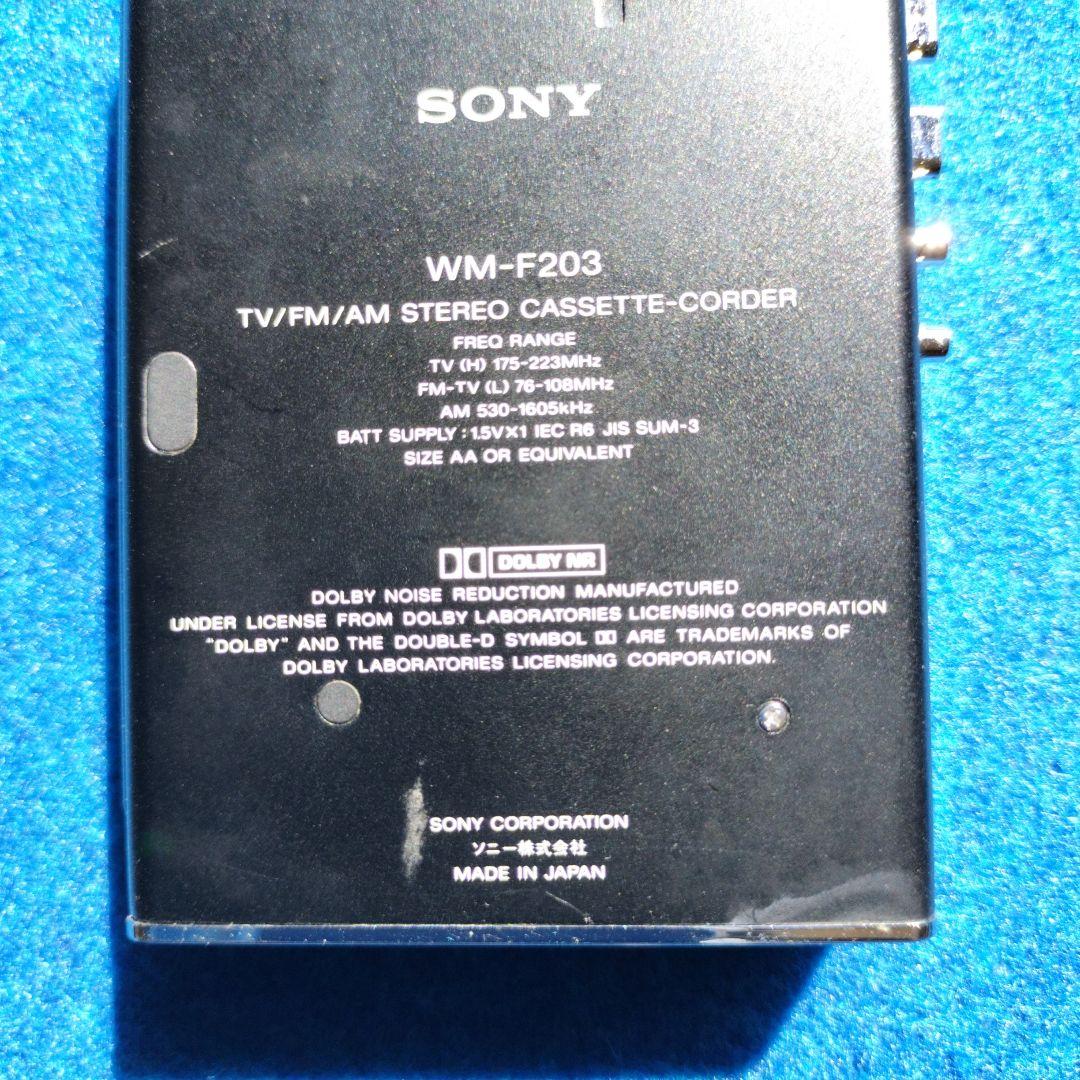 SONY
WM-F203
TV/FM/AM STEREO CASSETTE-CORDER
FREQ RANGE
TV (H) 175-223MHz
FM-TV (L) 76-108MHz
AM 530-1605kHz
BATT SUPPLY : 1.5VX1 IEC R6 JIS SUM-3
SIZE AA OR EQUIVALENT
DOLBY NR
DOLBY NOISE REDUCTION MANUFACTURED
UNDER LICENSE FROM DOLBY LABORATORIES LICENSING CORPORATION
"DOLBY" AND THE DOUBLE-D SYMBOL ARE TRADEMARKS OF
DOLBY LABORATORIES LICENSING CORPORATION.
SONY CORPORATION
ソニー株式会社
MADE IN JAPAN